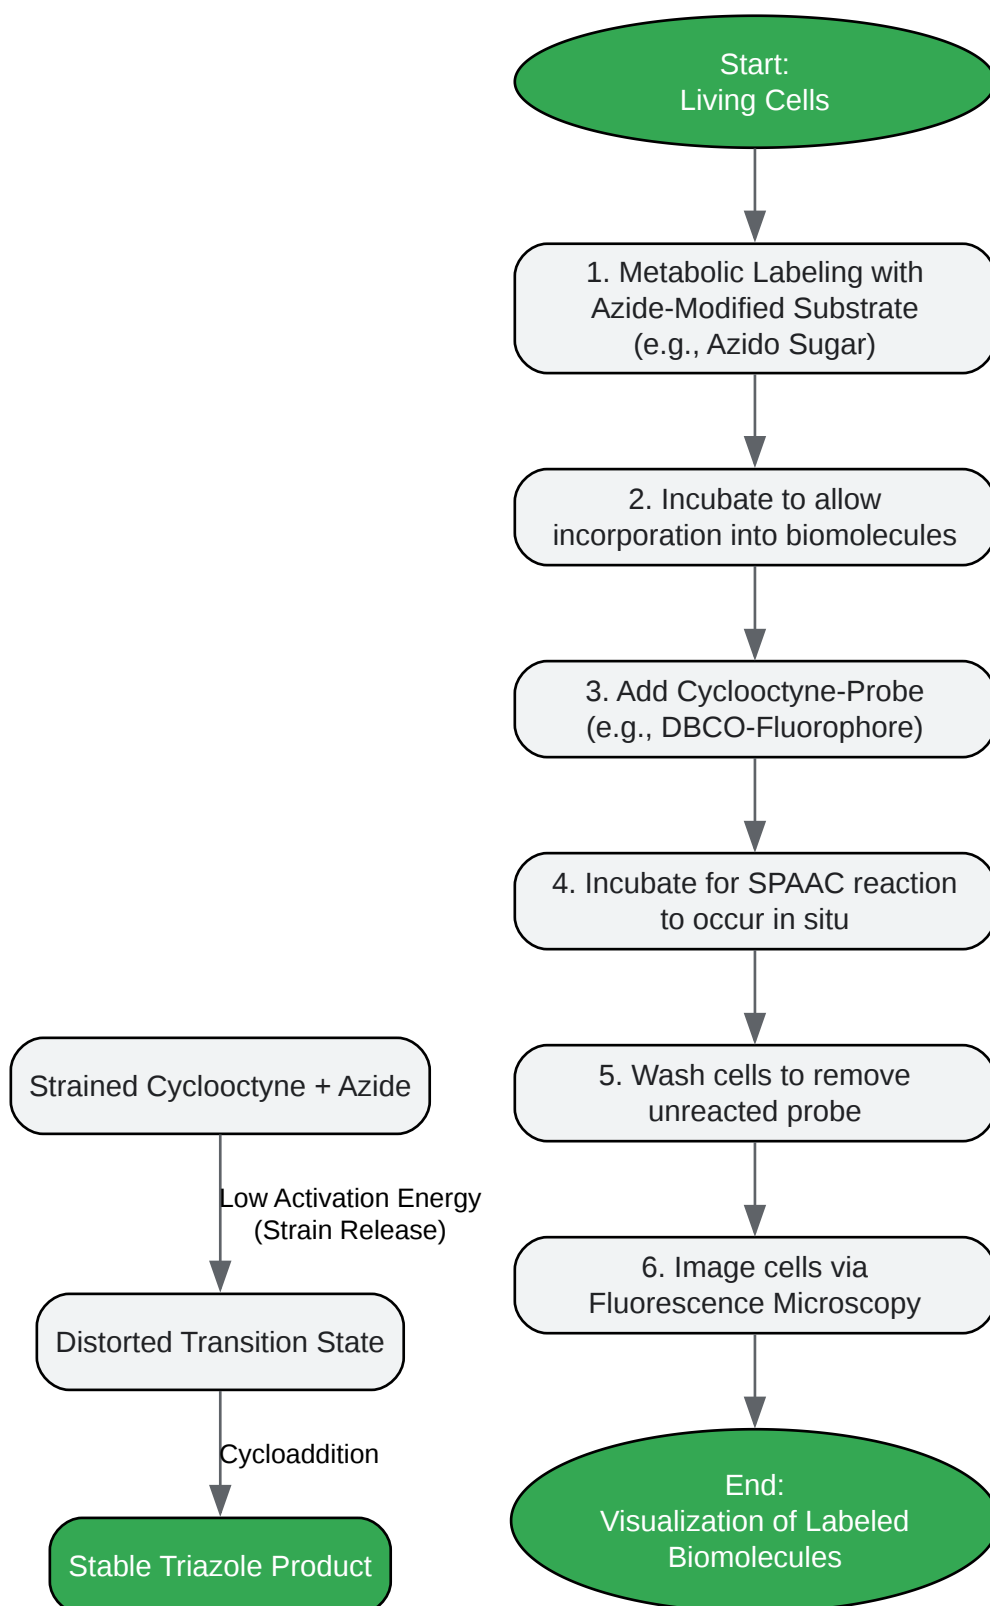 Start:
Living Cells
1. Metabolic Labeling with
Azide-Modified Substrate
(e.g., Azido Sugar)
2. Incubate to allow
incorporation into biomolecules
3. Add Cyclooctyne-Probe
(e.g., DBCO-Fluorophore)
4. Incubate for SPAAC reaction
to occur in situ
5. Wash cells to remove
unreacted probe
6. Image cells via
Fluorescence Microscopy
End:
Visualization of Labeled
Biomolecules
Strained Cyclooctyne + Azide
Low Activation Energy
(Strain Release)
Distorted Transition State
Cycloaddition
Stable Triazole Product